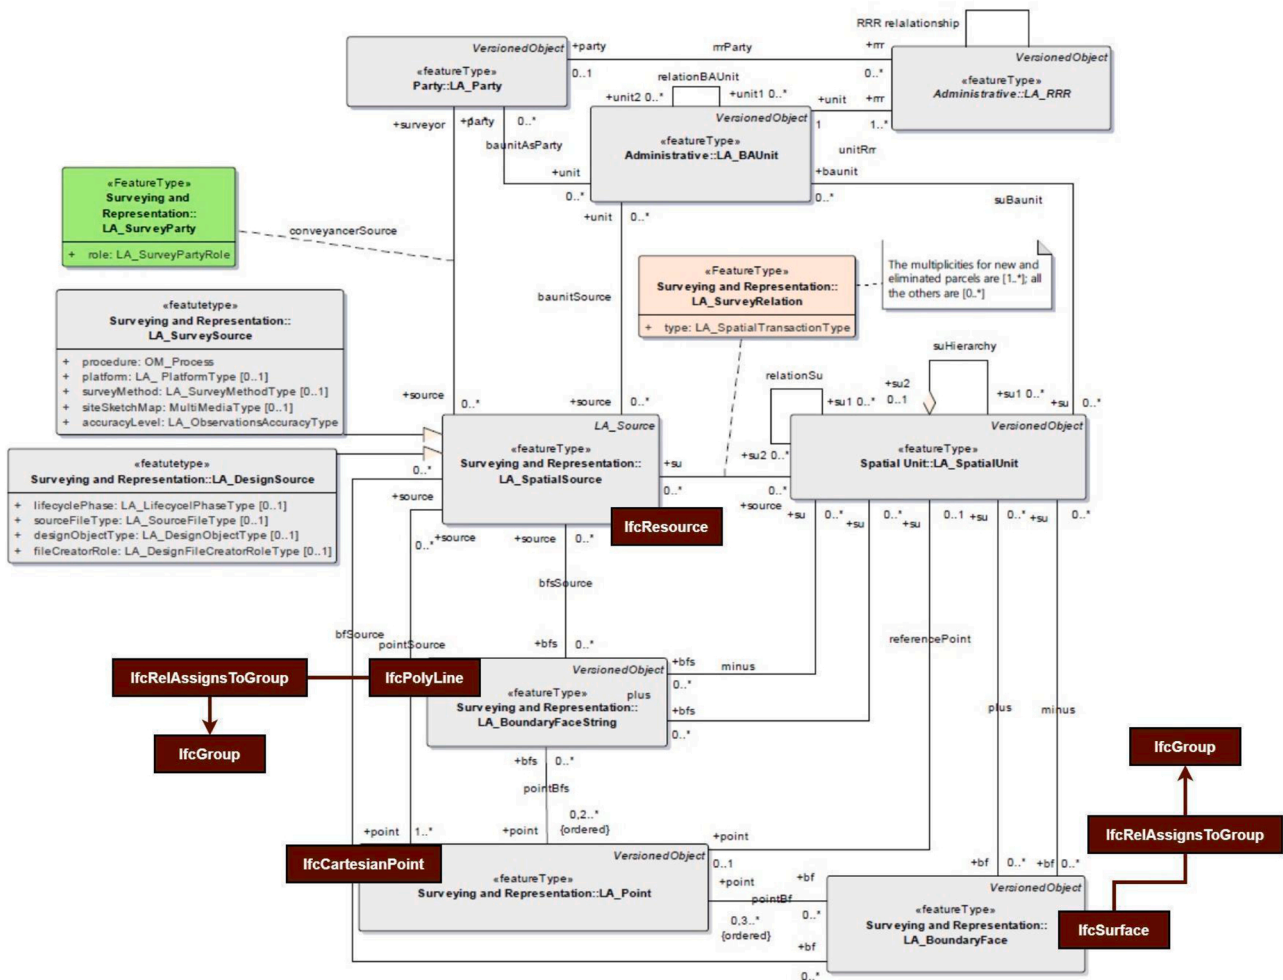 RRR relalationship
VersionedObject
+party
rrrParty
+rrr
VersionedObject
«featureType»
Party::LA_Party
0..1
0..*
«featureType»
Administrative::LA_RRR
relationBAUnit
+unit2 0..*
+unit1 0..*
+unit
+rrr
+surveyor
+party
0..*
VersionedObject
1
1..*
baunitAsParty
«featureType»
Administrative::LA_BAUnit
unitRrr
+unit
+baunit
0..*
0..*
suBaunit
«FeatureType»
Surveying and
Representation::
LA_SurveyParty
+ role: LA_SurveyPartyRole
conveyancerSource
+unit
0..*
«FeatureType»
Surveying and Representation::
LA_SurveyRelation
+ type: LA_SpatialTransactionType
The multiplicities for new and
eliminated parcels are [1..*]; all
the others are [0..*]
baunitSource
«featutetype»
Surveying and Representation::
LA_SurveySource
+ procedure: OM_Process
+ platform: LA_ PlatformType [0..1]
+ surveyMethod: LA_SurveyMethodType [0..1]
+ siteSketchMap: MultiMediaType [0..1]
+ accuracyLevel: LA_ObservationsAccuracyType
suHierarchy
relationSu
+su2
0..1
+su1 0..*
+su1 0..*
+su
0..*
+source
0..*
+source
0..*
LA_Source
«featureType»
Surveying and Representation::
LA_SpatialSource
VersionedObject
«featureType»
Spatial Unit::LA_SpatialUnit
+su2 0..*
+su
0..*
0..*
+source
«featutetype»
Surveying and Representation::LA_DesignSource
+ lifecyclePhase: LA_LifecycelPhaseType [0..1]
+ sourceFileType: LA_SourceFileType [0..1]
+ designObjectType: LA_DesignObjectType [0..1]
+ fileCreatorRole: LA_DesignFileCreatorRoleType [0..1]
0..*
+source
0..*
IfcResource
+source
+source
0..*
+su
0..*
+su
0..*
+su
0..1
+su
0..*
+su
0..*
bfsSource
bfSource
pointSource
referencePoint
+bfs
0..*
IfcRelAssignsToGroup
IfcPolyLine
IfcGroup
VersionedObject
«featureType»
Surveying and Representation::
LA_BoundaryFaceString
+bfs
minus
0..*
plus
+bfs
0..*
plus
minus
IfcGroup
IfcRelAssignsToGroup
+bfs
0..*
pointBfs
0,2..*
{ordered}
+point
1..*
+point
IfcCartesianPoint
VersionedObject
«featureType»
Surveying and Representation::LA_Point
+point
0..1
+point
+bf
pointBf
0,3..*
{ordered}
0..*
+bf
0..*
+bf
0..*
+bf
0..*
VersionedObject
«featureType»
Surveying and Representation::
LA_BoundaryFace
IfcSurface